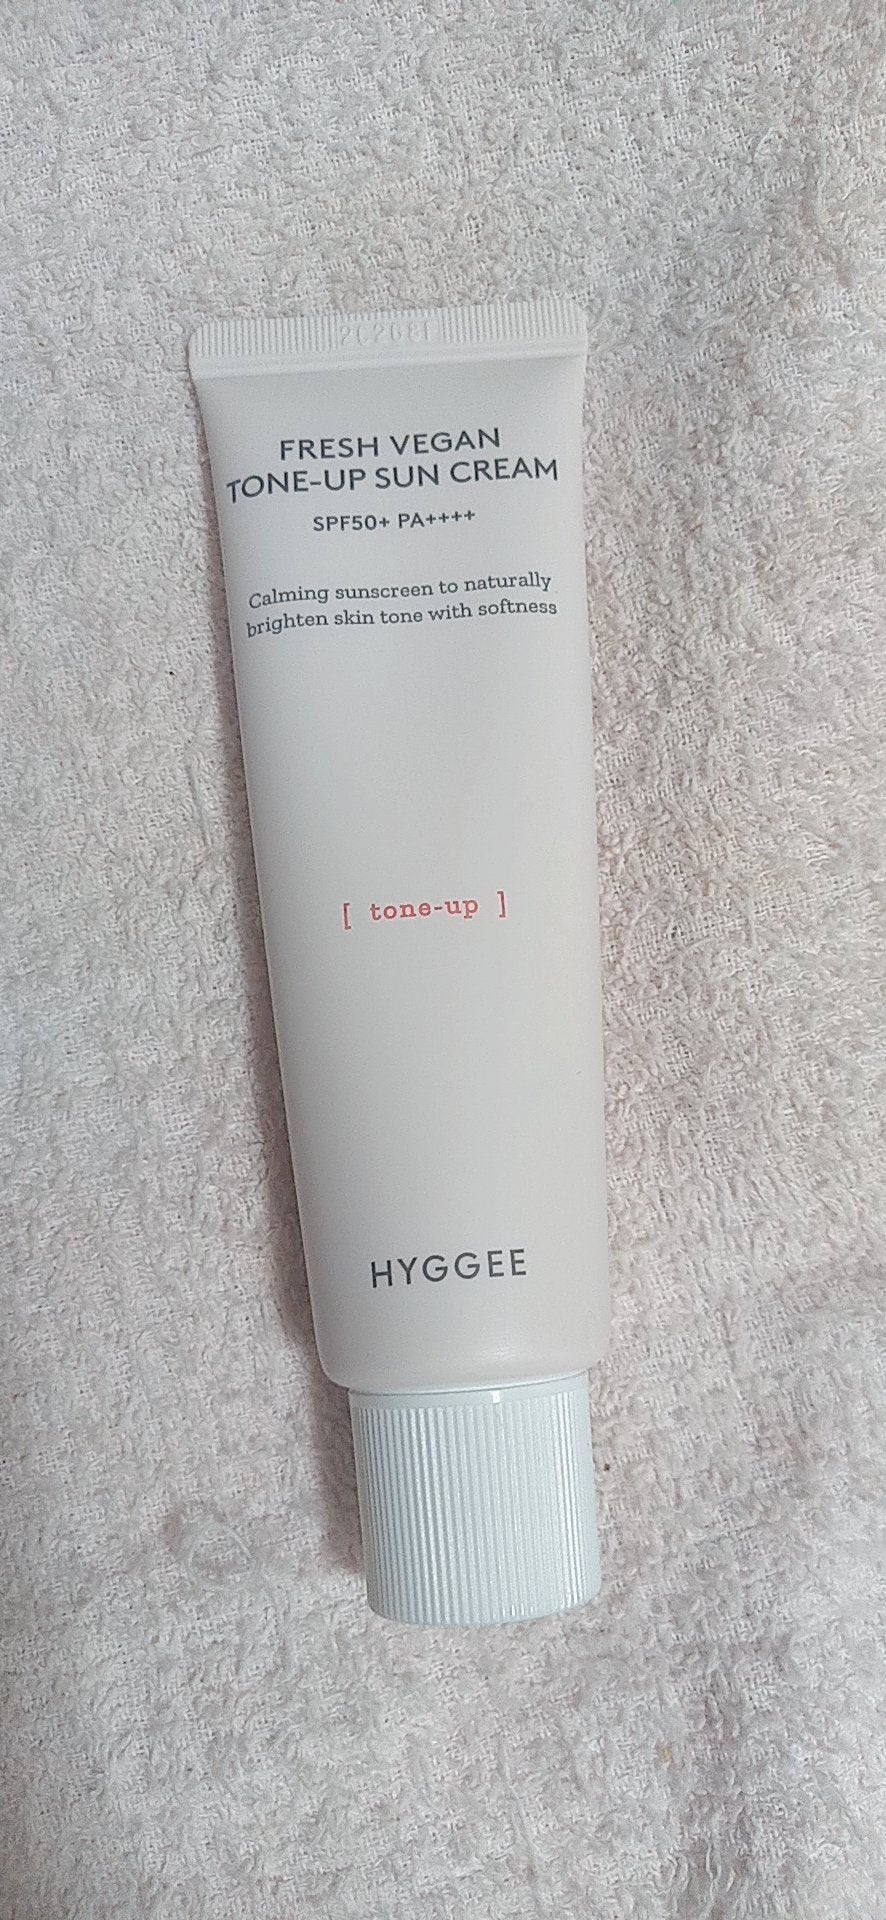 FRESH VEGAN
TONE-UP SUN CREAM
SPF50+ PA++++
Calming sunscreen to naturally
brighten skin tone with softness
[ tone-up ]
HYGGEE